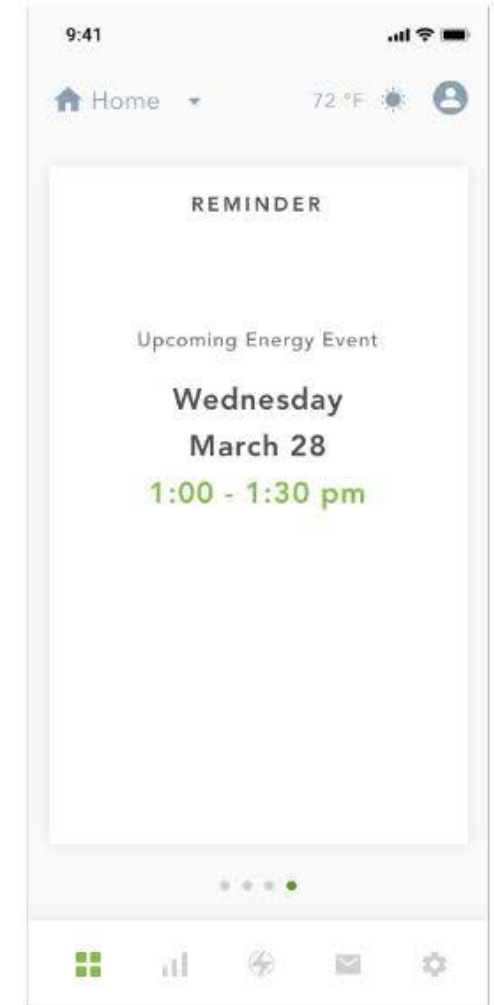 9:41
Home 72 °F
REMINDER
Upcoming Energy Event
Wednesday
March 28
1:00 - 1:30 pm